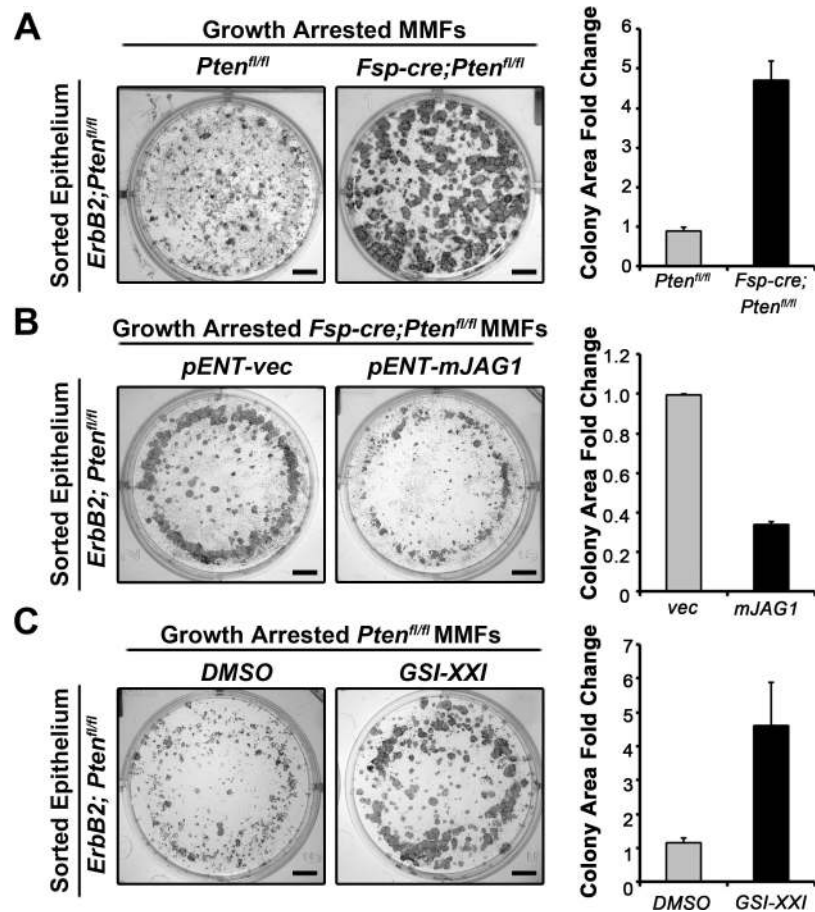 A
Growth Arrested MMFs
Pten^fl/fl
Fsp-cre;Pten^fl/fl
Sorted Epithelium
ErbB2;Pten^fl/fl
Colony Area Fold Change
6
5
4
3
2
1
0
Pten^fl/fl
Fsp-cre;
Pten^fl/fl
B
Growth Arrested Fsp-cre;Pten^fl/fl MMFs
pENT-vec
pENT-mJAG1
Sorted Epithelium
ErbB2; Pten^fl/fl
Colony Area Fold Change
1.2
1.0
0.8
0.6
0.4
0.2
0
vec
mJAG1
C
Growth Arrested Pten^fl/fl MMFs
DMSO
GSI-XXI
Sorted Epithelium
ErbB2; Pten^fl/fl
Colony Area Fold Change
7
6
5
4
3
2
1
0
DMSO
GSI-XXI